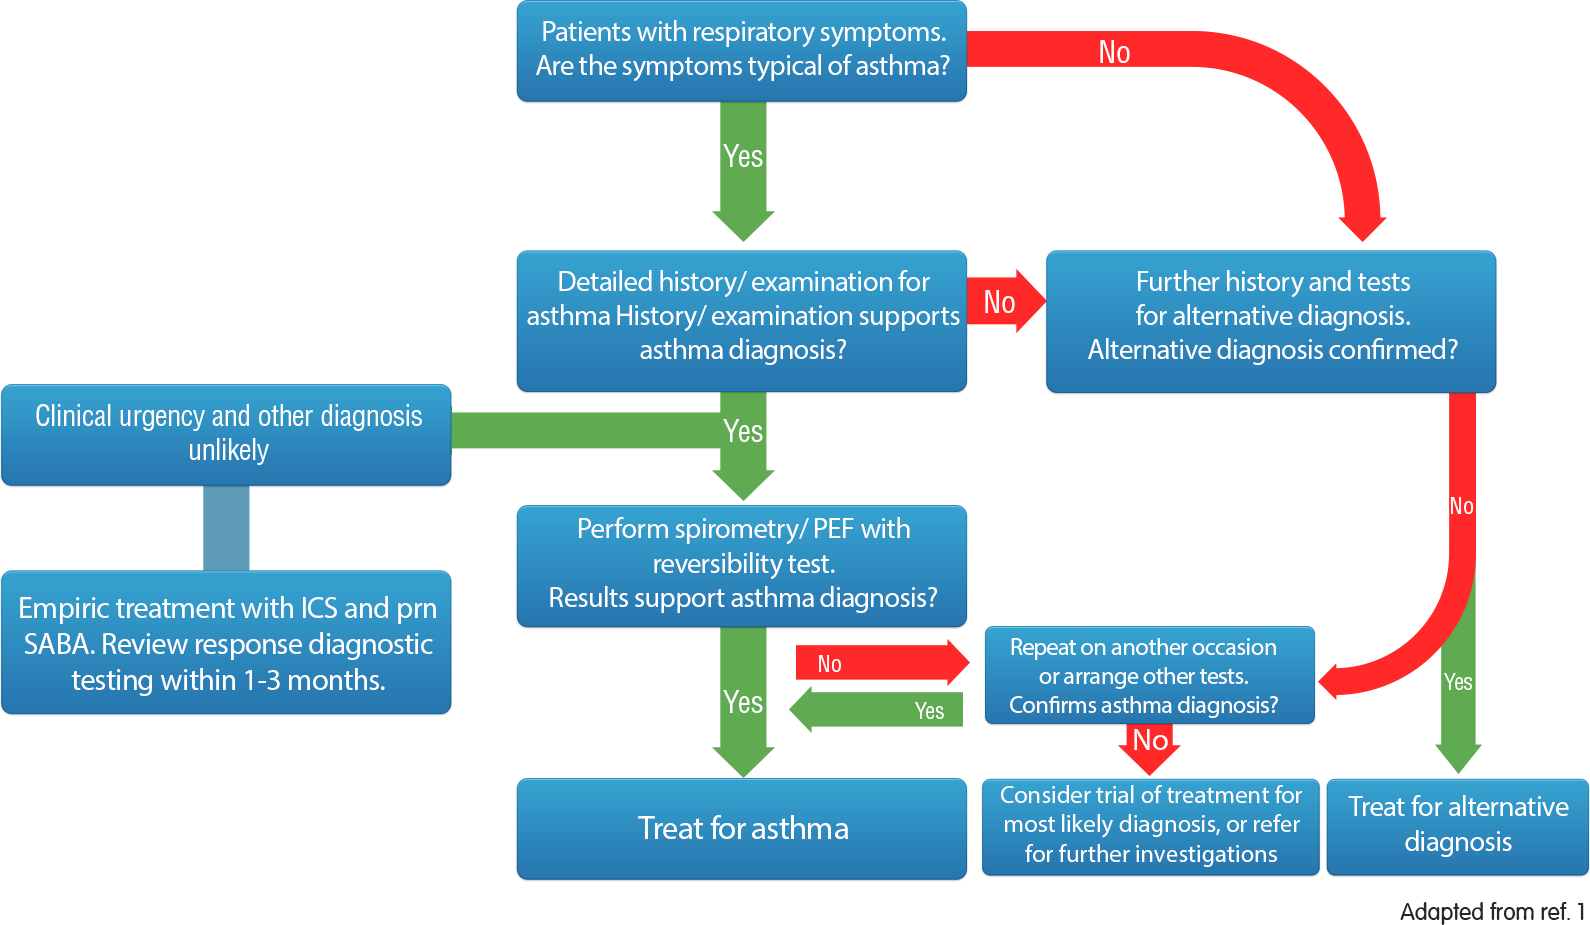 Patients with respiratory symptoms.
Are the symptoms typical of asthma?
No
Yes
Detailed history/ examination for
asthma History/ examination supports
asthma diagnosis?
No
Further history and tests
for alternative diagnosis.
Alternative diagnosis confirmed?
Clinical urgency and other diagnosis
unlikely
Yes
Perform spirometry/ PEF with
reversibility test.
Results support asthma diagnosis?
No
Empiric treatment with ICS and prn
SABA. Review response diagnostic
testing within 1-3 months.
Yes
No
Yes
Repeat on another occasion
or arrange other tests.
Confirms asthma diagnosis?
Yes
No
Treat for asthma
Consider trial of treatment for
most likely diagnosis, or refer
for further investigations
Treat for alternative
diagnosis
Adapted from ref. 1